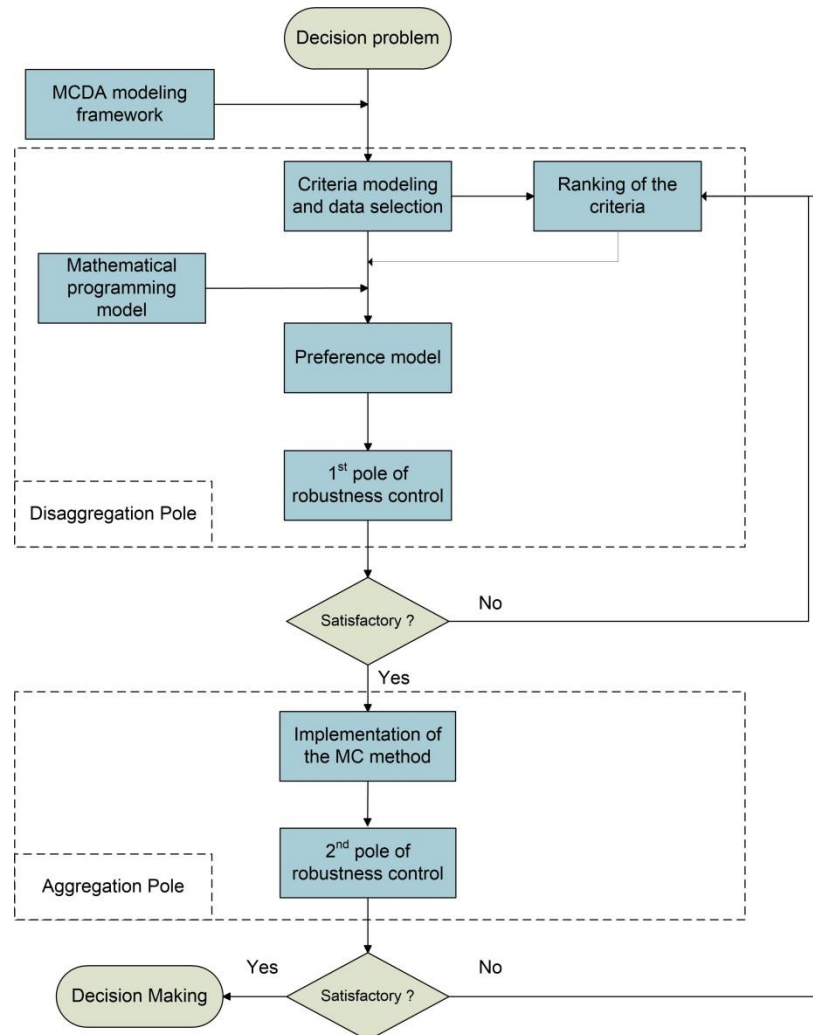 Decision problem
MCDA modeling
framework
Criteria modeling
and data selection
Ranking of the
criteria
Mathematical
programming
model
Preference model
1st pole of
robustness control
Disaggregation Pole
Satisfactory ?
No
Yes
Implementation of
the MC method
2nd pole of
robustness control
Aggregation Pole
Yes
No
Decision Making
Satisfactory ?